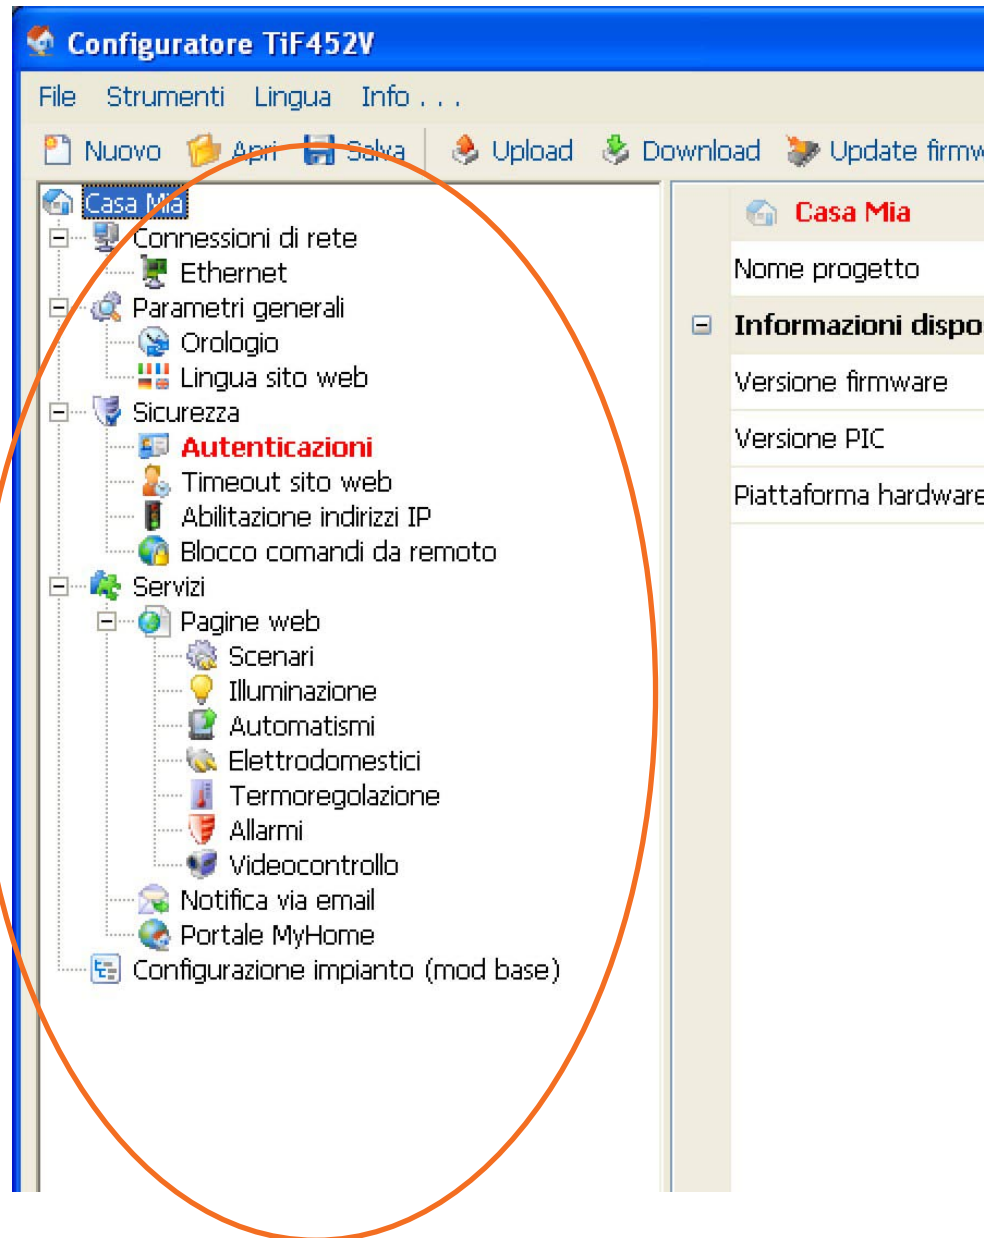 Configuratore TiF452V
File Strumenti Lingua Info . . .
Nuovo Apri Salva Upload Download Update
Casa Mia
Connessioni di rete
Ethernet
Parametri generali
Orologio
Lingua sito web
Sicurezza
Autenticazioni
Timeout sito web
Abilitazione indirizzi IP
Blocco comandi da remoto
Servizi
Pagine web
Scenari
Illuminazione
Automatismi
Elettrodomestici
Termoregolazione
Allarmi
Videocontrollo
Notifica via email
Portale MyHome
Configurazione impianto (mod base)
Casa Mia
Nome progetto
Informazioni
Versione firmware
Versione PIC
Piattaforma hardware